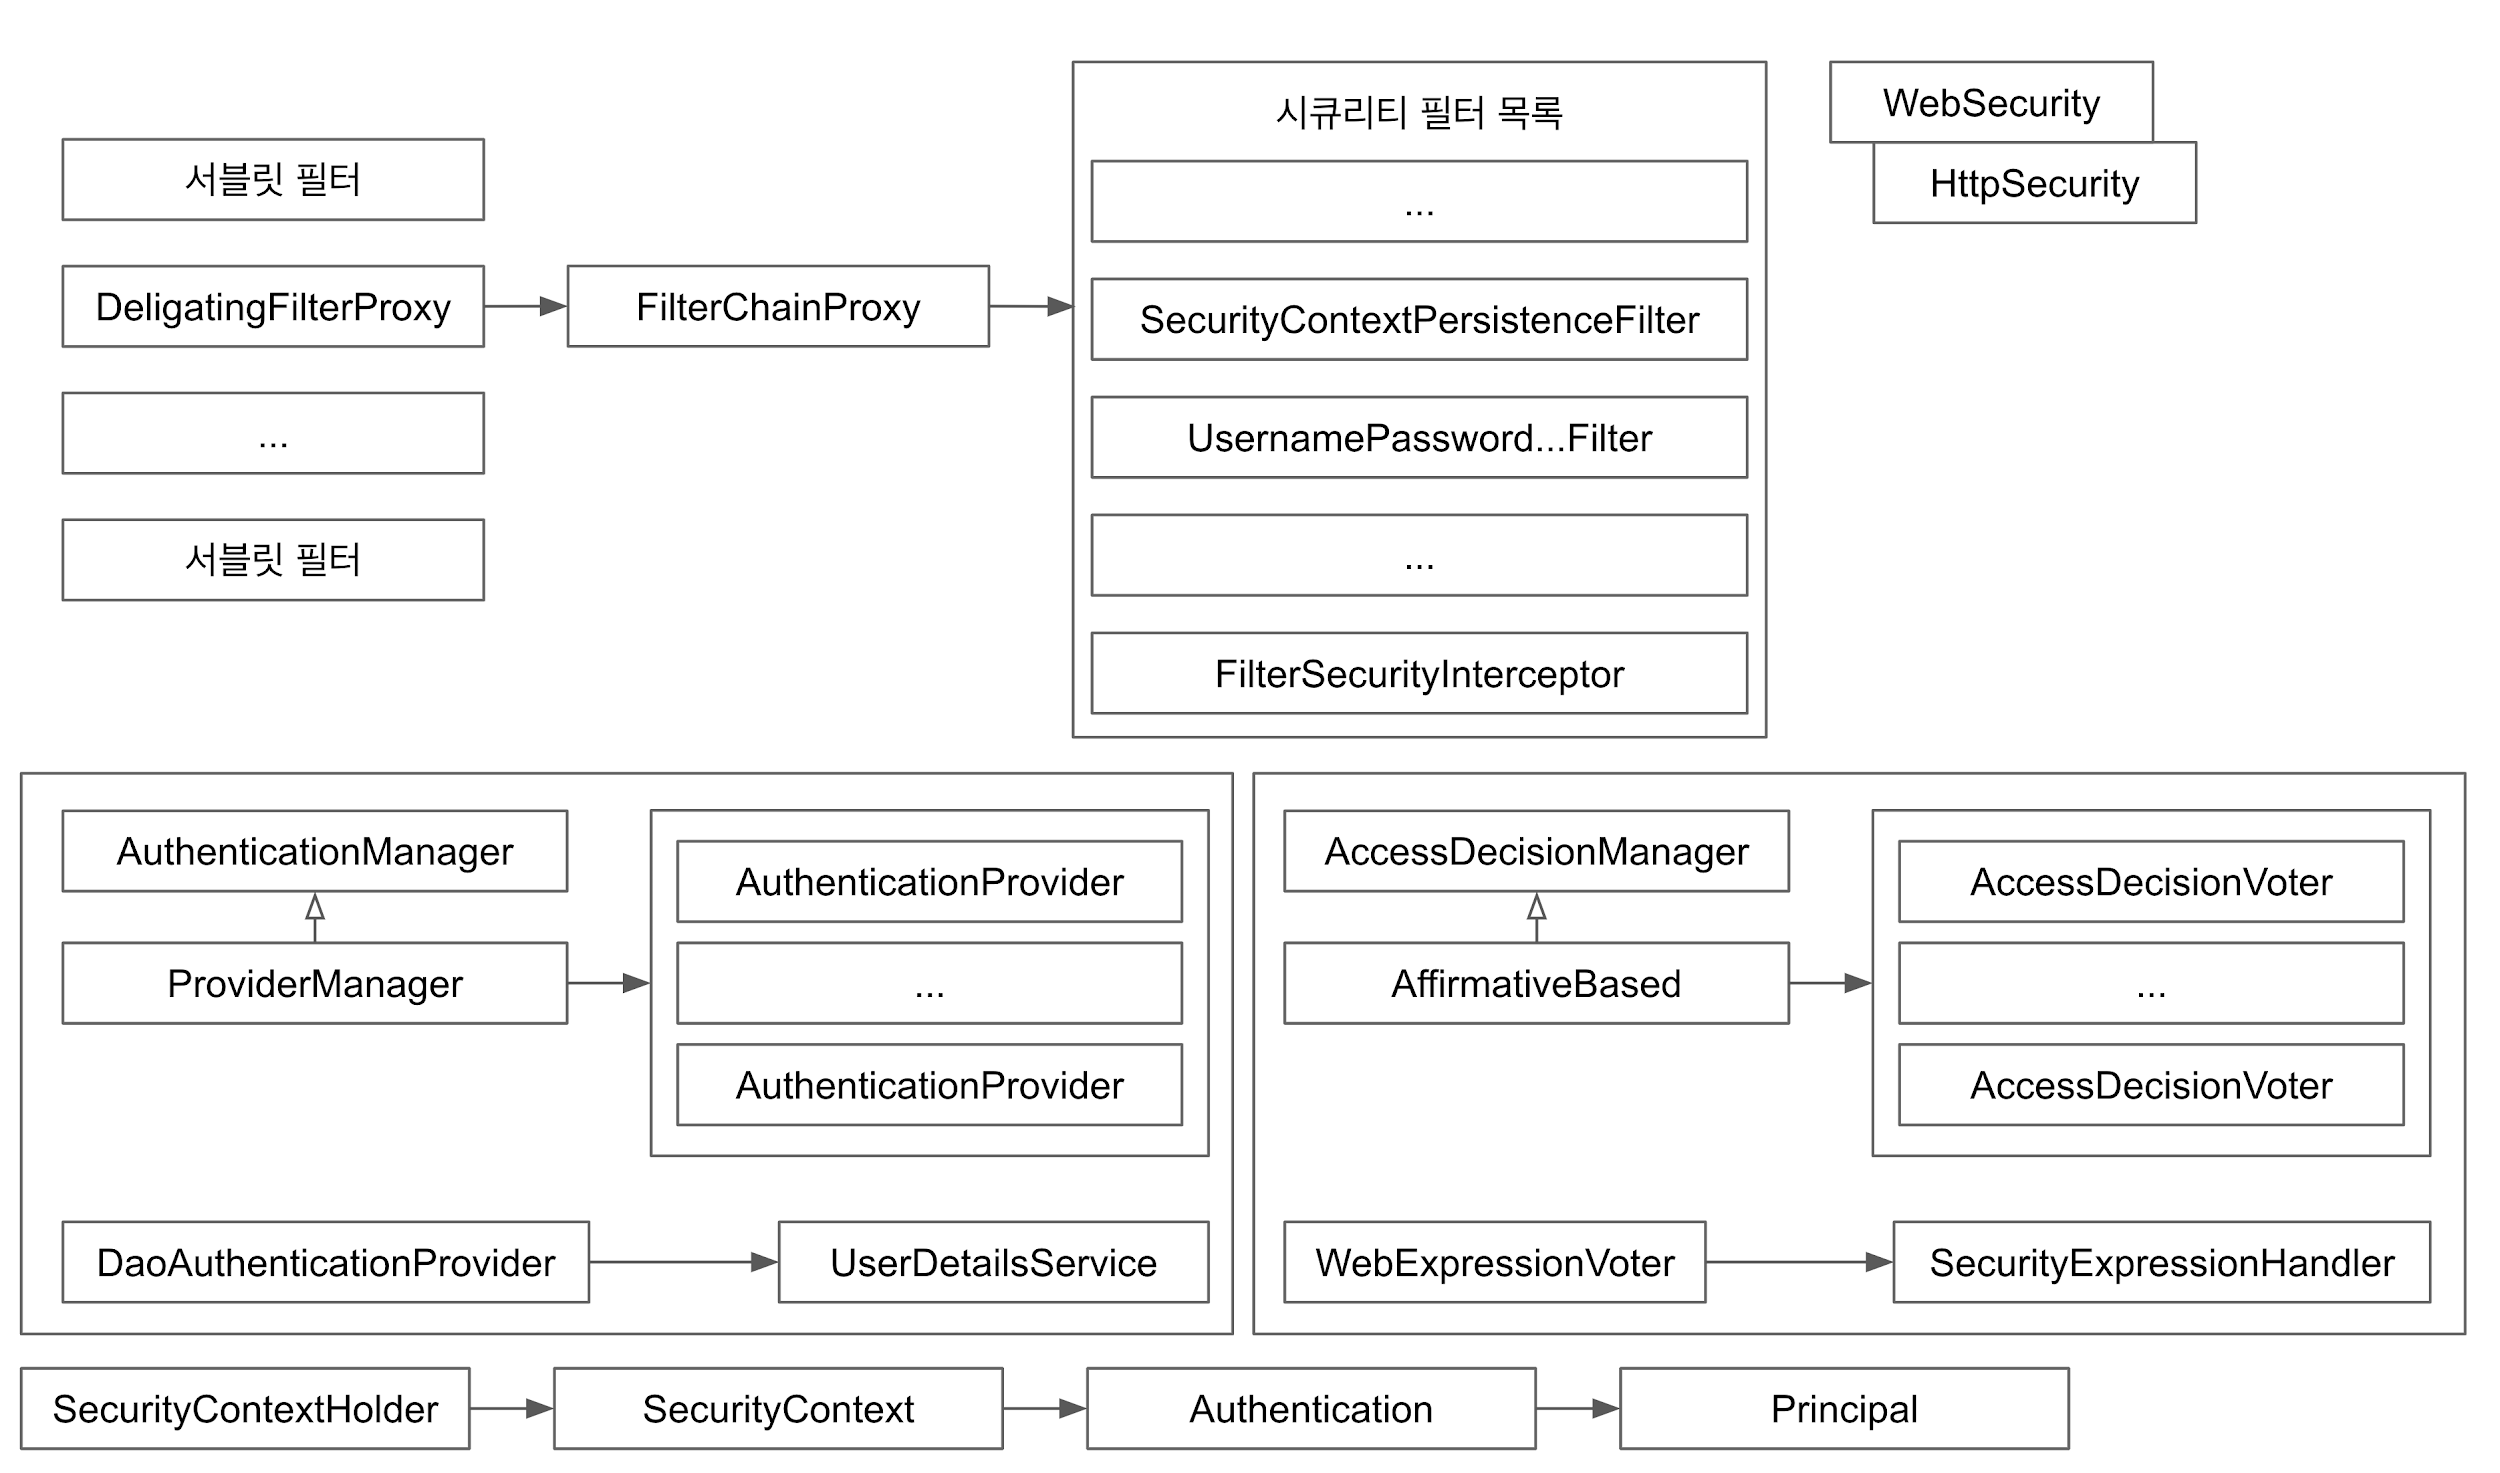 서블릿 필터
DeligatingFilterProxy
...
서블릿 필터
FilterChainProxy
시큐리티 필터 목록
...
SecurityContextPersistenceFilter
UsernamePassword...Filter
...
FilterSecurityInterceptor
WebSecurity
HttpSecurity
AuthenticationManager
ProviderManager
AuthenticationProvider
...
AuthenticationProvider
DaoAuthenticationProvider
UserDetailsService
AccessDecisionManager
AffirmativeBased
AccessDecisionVoter
...
AccessDecisionVoter
WebExpressionVoter
SecurityExpressionHandler
SecurityContextHolder
SecurityContext
Authentication
Principal